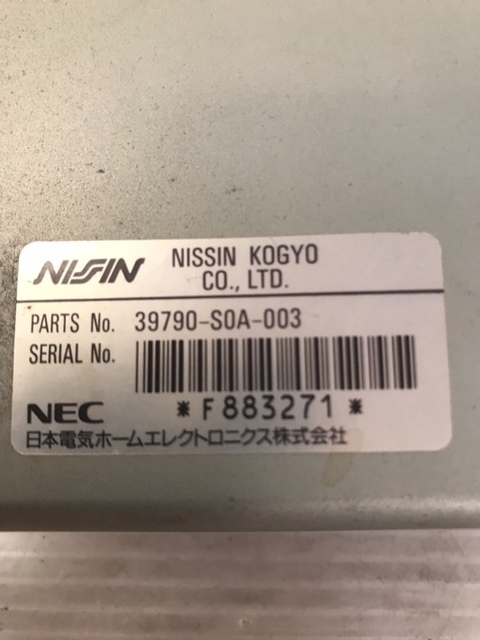 NISSIN NISSIN KOGYO
CO., LTD.
PARTS No. 39790-S0A-003
SERIAL No.
NEC *F883271*
日本電気ホームエレクトロニクス株式会社